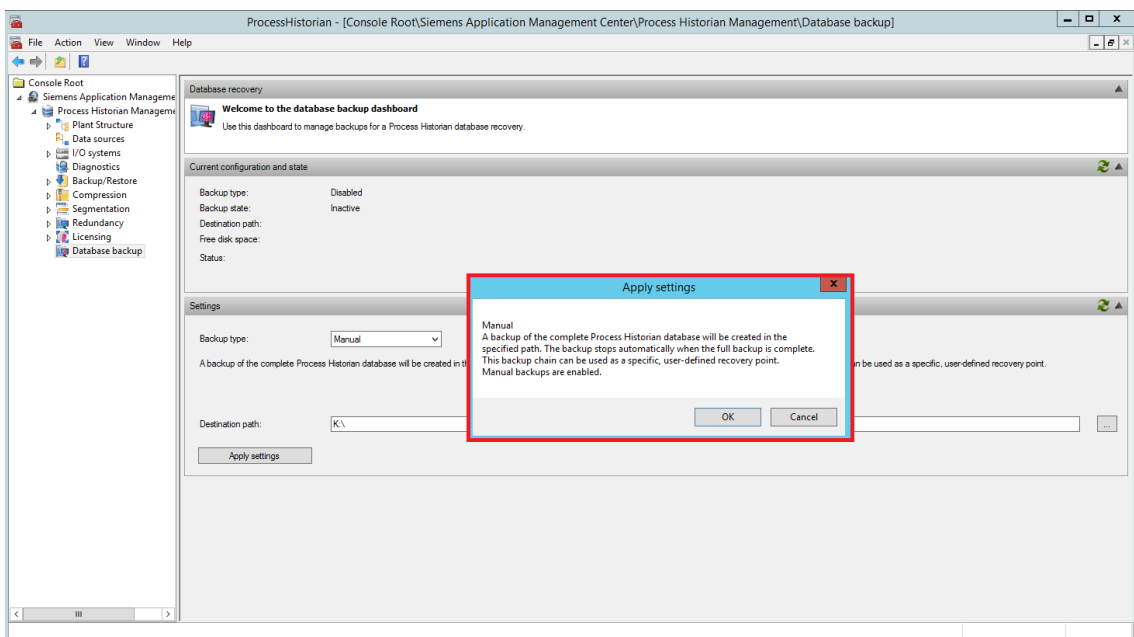 ProcessHistorian - [Console Root\Siemens Application Management Center\Process Historian Management\Database backup]
File Action View Window Help
Console Root
Siemens Application Manageme
Process Historian Manageme
Plant Structure
Data sources
I/O systems
Diagnostics
Backup/Restore
Compression
Segmentation
Redundancy
Licensing
Database backup
Database recovery
Welcome to the database backup dashboard
Use this dashboard to manage backups for a Process Historian database recovery.
Current configuration and state
Backup type: Disabled
Backup state: Inactive
Destination path:
Free disk space:
Status:
Settings
Backup type: Manual
A backup of the complete Process Historian database will be created in th
n be used as a specific, user-defined recovery point.
Destination path: K:\
...
Apply settings
Apply settings
x
Manual
A backup of the complete Process Historian database will be created in the
specified path. The backup stops automatically when the full backup is complete.
This backup chain can be used as a specific, user-defined recovery point.
Manual backups are enabled.
OK Cancel